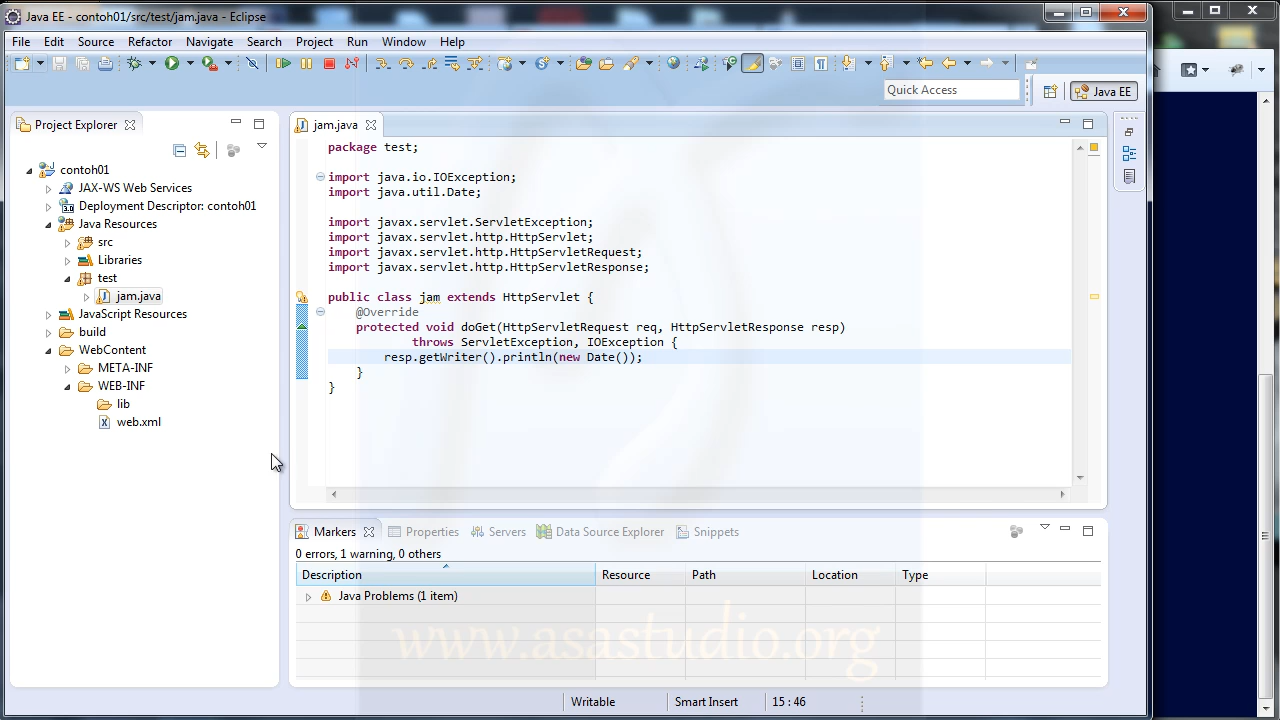 Java EE - contoh01/src/test/jam.java - Eclipse
File Edit Source Refactor Navigate Search Project Run Window Help
Quick Access
Java EE
Project Explorer
jam.java
contoh01
JAX-WS Web Services
Deployment Descriptor: contoh01
Java Resources
src
Libraries
test
jam.java
JavaScript Resources
build
WebContent
META-INF
WEB-INF
lib
web.xml
package test;
import java.io.IOException;
import java.util.Date;
import javax.servlet.ServletException;
import javax.servlet.http.HttpServlet;
import javax.servlet.http.HttpServletRequest;
import javax.servlet.http.HttpServletResponse;
public class jam extends HttpServlet {
@Override
protected void doGet(HttpServletRequest req, HttpServletResponse resp)
throws ServletException, IOException {
resp.getWriter().println(new Date());
}
}
Markers Properties Servers Data Source Explorer Snippets
0 errors, 1 warning, 0 others
Description Resource Path Location Type
Java Problems (1 item)
www.asastudio.org
Writable Smart Insert 15 : 46